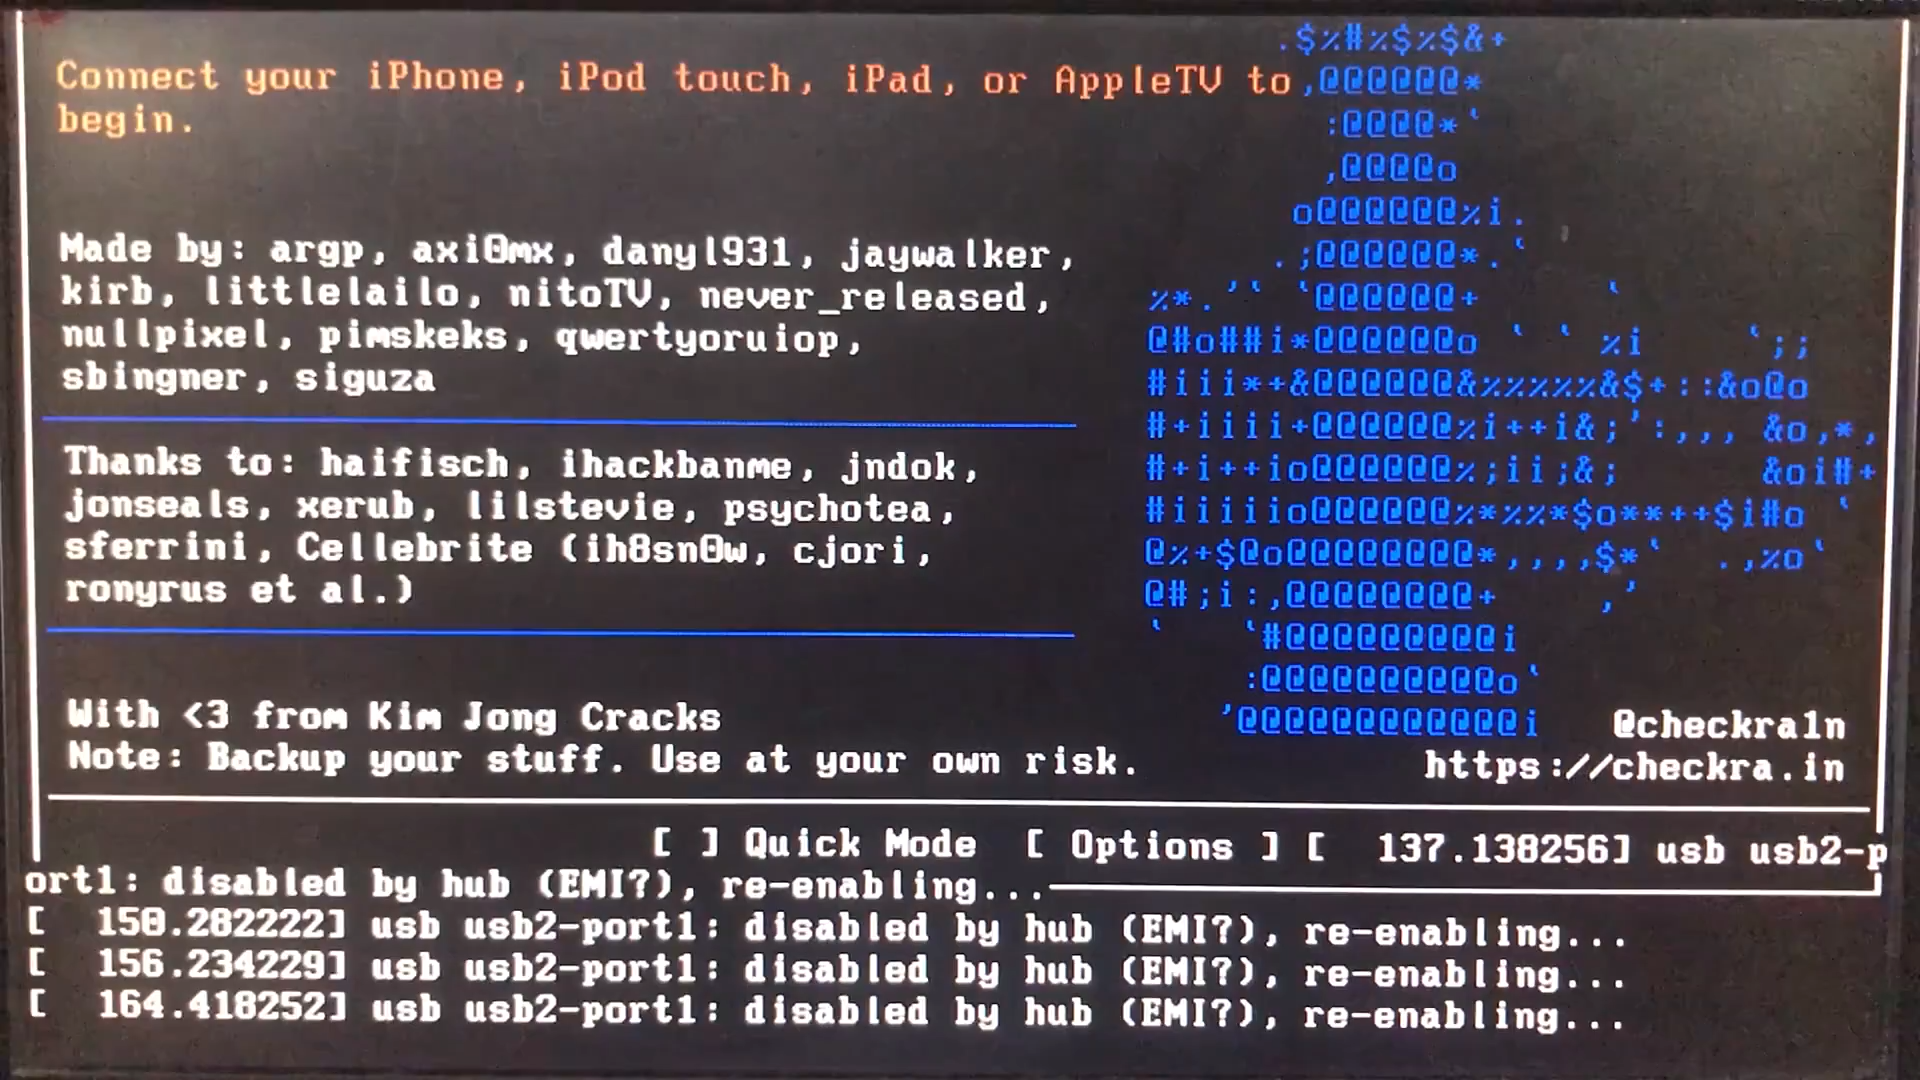 Connect your iPhone, iPod touch, iPad, or AppleTV to
begin.
Made by: argp, axi0mx, danyl931, jaywalker,
kirb, littlelailo, nitoTV, never_released,
nullpixel, pimskeks, qwertyoruiop,
sbingner, siguza
Thanks to: haifisch, ihackbanme, jndok,
jonseals, xerub, lilstevie, psychotea,
sferrini, Cellebrite (ih8sn0w, cjori,
ronyrus et al.)
With <3 from Kim Jong Cracks
Note: Backup your stuff. Use at your own risk.
@checkra1n
https://checkra.in
[ ] Quick Mode [ Options ] [ 137.138256] usb usb2-p
ort1: disabled by hub (EMI?), re-enabling...
[ 150.282222] usb usb2-port1: disabled by hub (EMI?), re-enabling...
[ 156.234229] usb usb2-port1: disabled by hub (EMI?), re-enabling...
[ 164.418252] usb usb2-port1: disabled by hub (EMI?), re-enabling...